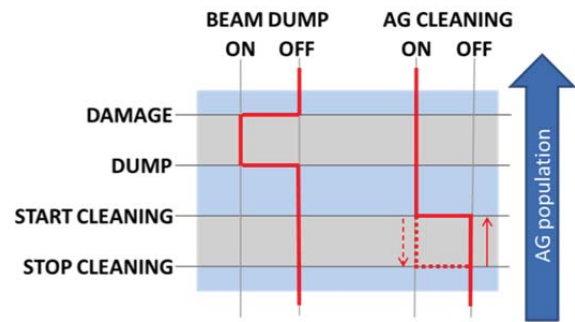 BEAM DUMP AG CLEANING
ON OFF ON OFF
DAMAGE
DUMP
START CLEANING
STOP CLEANING
AG population